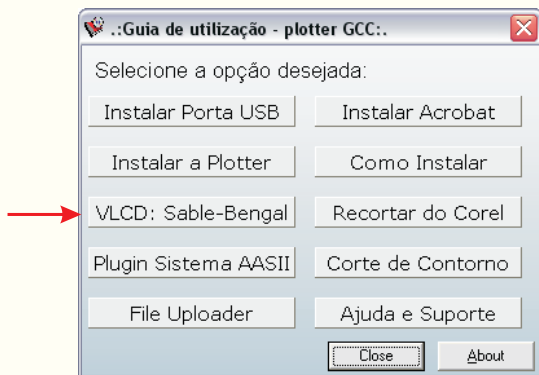 .:Guia de utilização - plotter GCC:.
Selecione a opção desejada:
Instalar Porta USB
Instalar Acrobat
Instalar a Plotter
Como Instalar
VLCD: Sable-Bengal
Recortar do Corel
Plugin Sistema AASII
Corte de Contorno
File Uploader
Ajuda e Suporte
Close
About